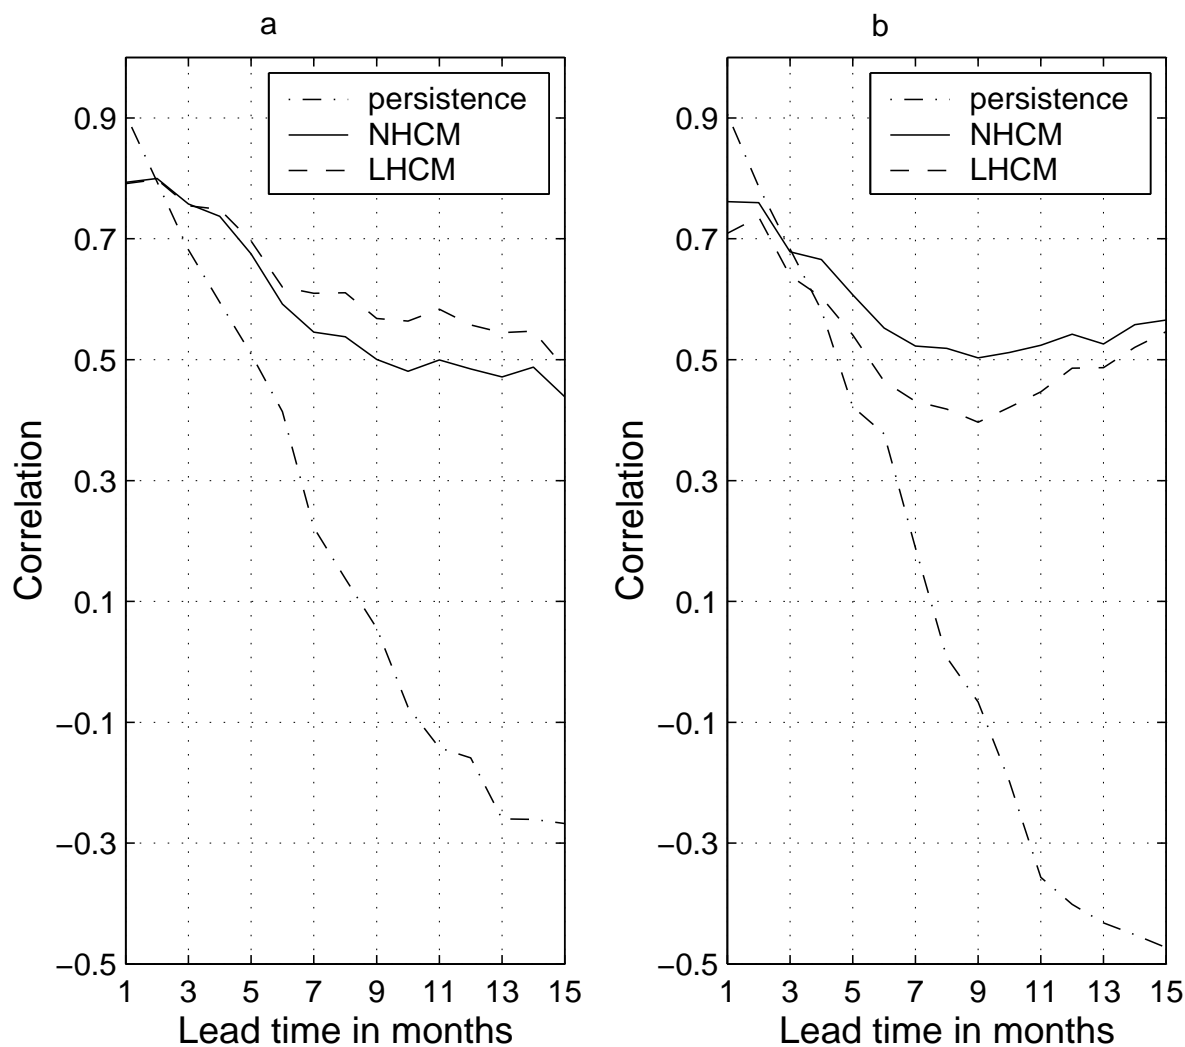 a
persistence
NHCM
LHCM
0.9
0.7
0.5
0.3
0.1
−0.1
−0.3
−0.5
Correlation
1 3 5 7 9 11 13 15
Lead time in months
b
persistence
NHCM
LHCM
0.9
0.7
0.5
0.3
0.1
−0.1
−0.3
−0.5
Correlation
1 3 5 7 9 11 13 15
Lead time in months